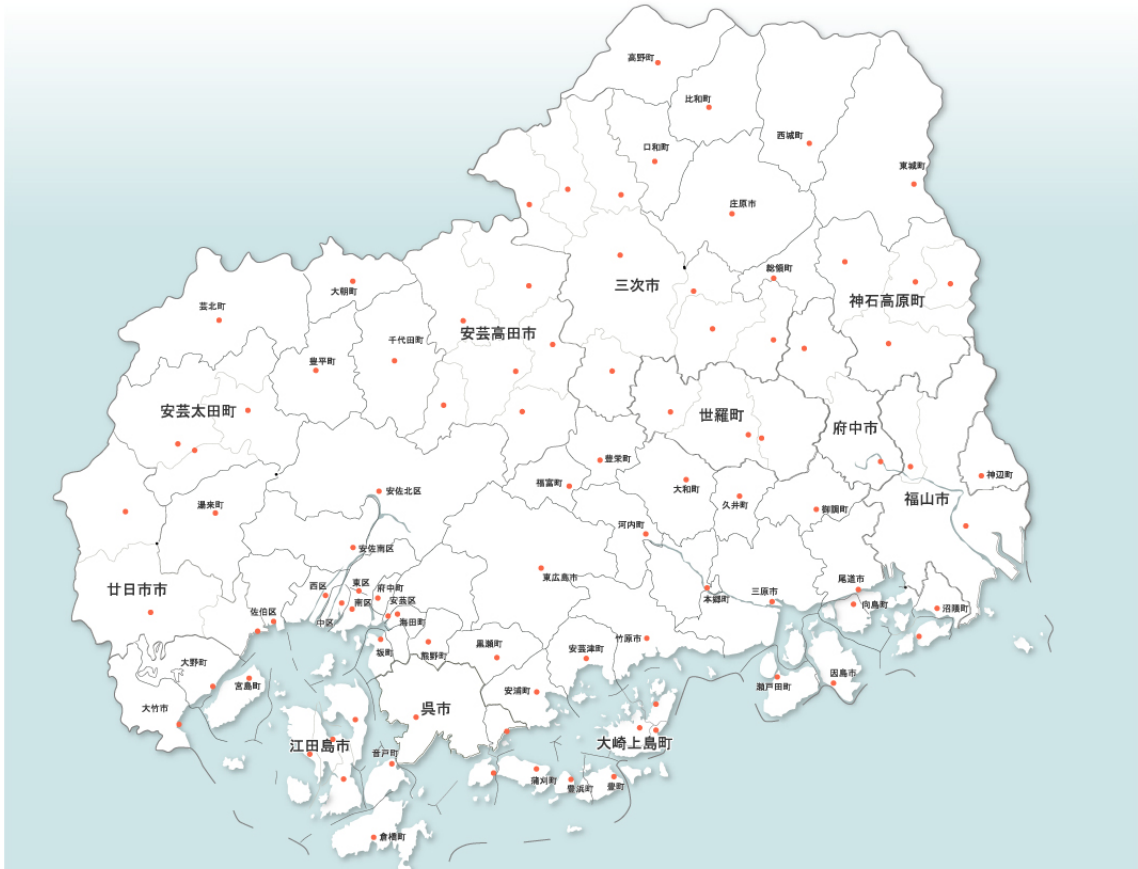 高野町
比和町
西城町
口和町
東城町
庄原市
総領町
三次市
神石高原町
大朝町
芸北町
安芸高田市
千代田町
豊平町
安芸太田町
世羅町
府中市
豊栄町
神辺町
福富町
大和町
安佐北区
久井町
福山市
湯来町
御調町
河内町
安佐南区
東広島市
廿日市市
西区
東区
府中町
尾道市
三原市
本郷町
佐伯区
中区
南区
安芸区
海田町
向島町
沼隈町
坂町
熊野町
黒瀬町
安芸津町
竹原市
大野町
宮島町
瀬戸田町
因島市
安浦町
大竹市
呉市
江田島市
大崎上島町
音戸町
蒲刈町
豊浜町
豊町
倉橋町